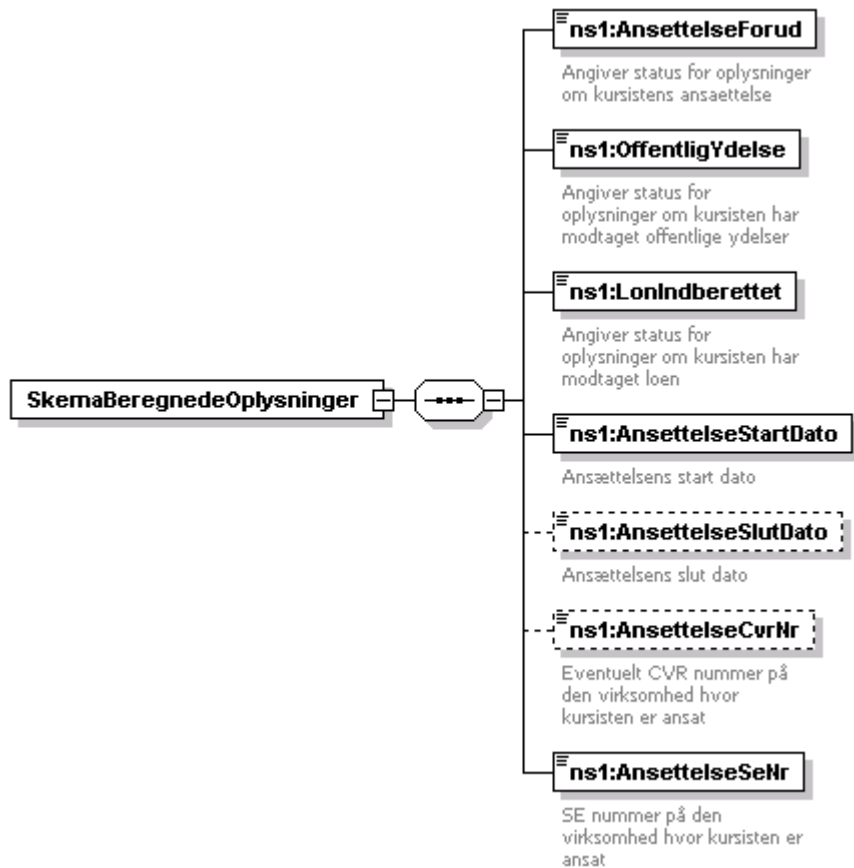 ns1:AnsettelseForud
Angiver status for oplysninger
om kursistens ansaettelse
ns1:OffentligYdelse
Angiver status for
oplysninger om kursisten har
modtaget offentlige ydelser
ns1:LonIndberettet
Angiver status for
oplysninger om kursisten har
modtaget loen
SkemaBeregnedeOplysninger
ns1:AnsettelseStartDato
Ansættelsens start dato
ns1:AnsettelseSlutDato
Ansættelsens slut dato
ns1:AnsettelseCvrNr
Eventuelt CVR nummer på
den virksomhed hvor
kursisten er ansat
ns1:AnsettelseSeNr
SE nummer på den
virksomhed hvor kursisten er
ansat